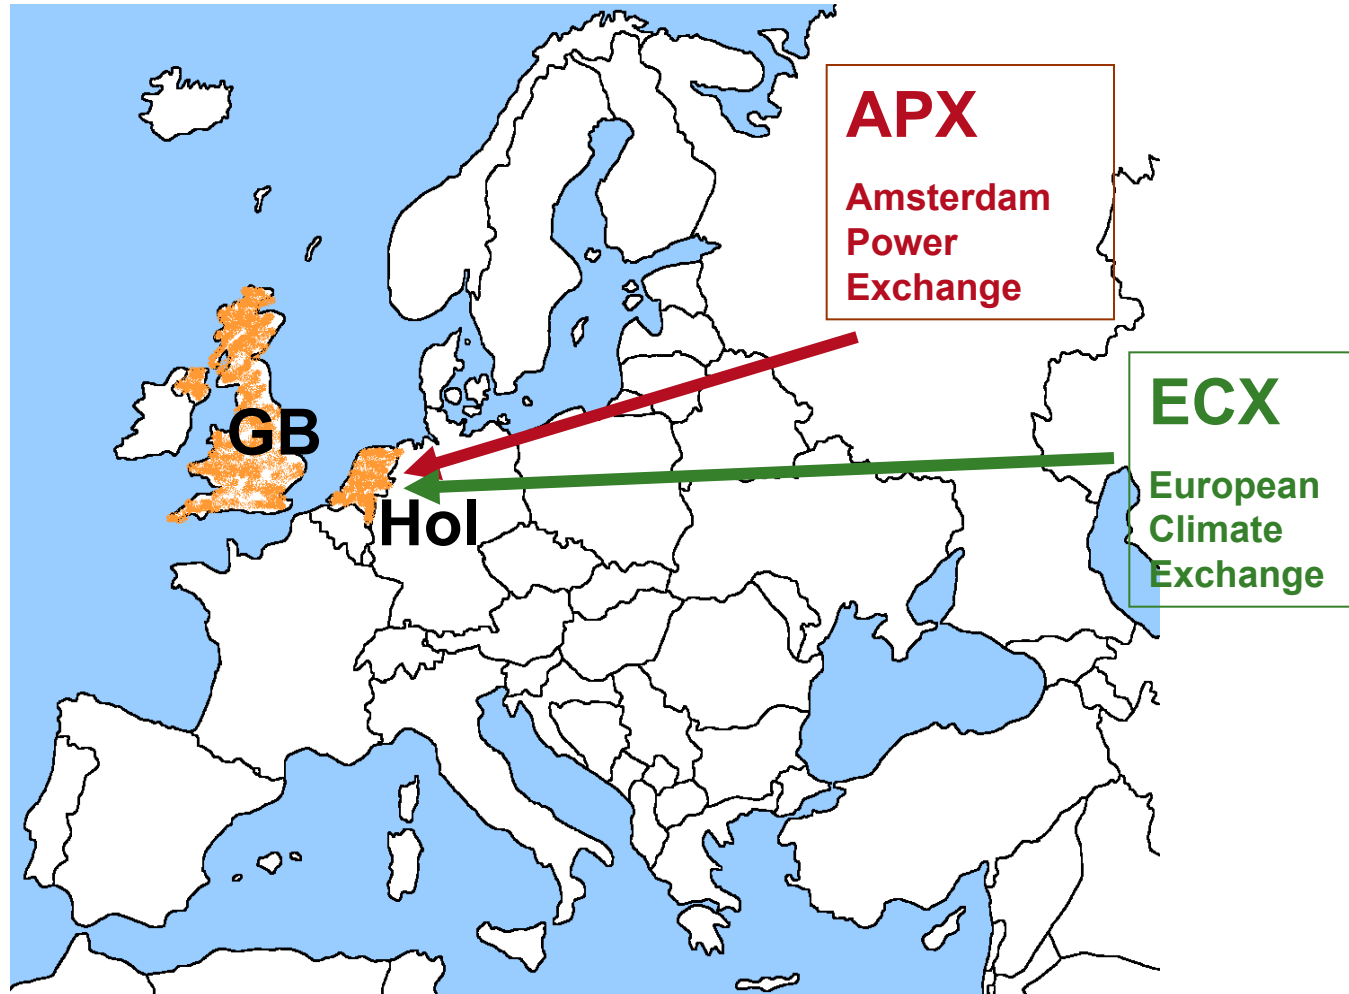 APX
Amsterdam
Power
Exchange
ECX
European
Climate
Exchange
GB
Hol